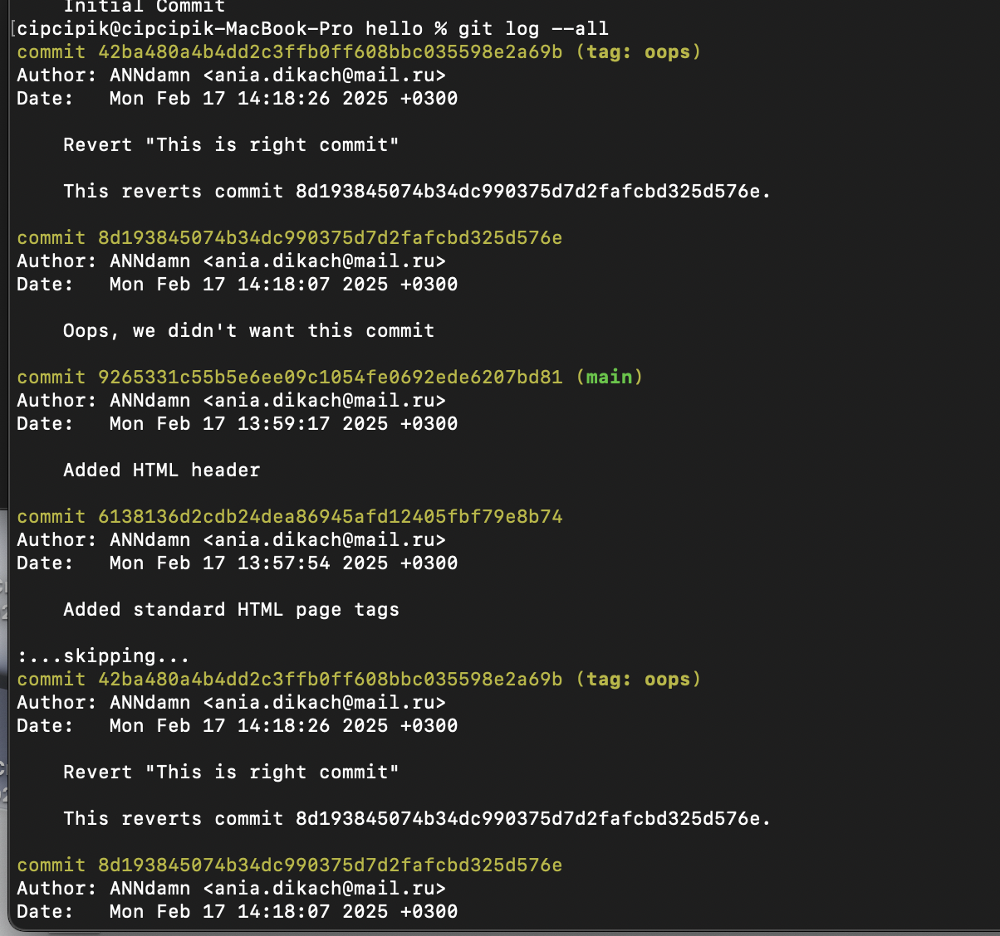 Initial Commit
[cipcipik@cipcipik-MacBook-Pro hello % git log --all
commit 42ba480a4b4dd2c3ffb0ff608bbc035598e2a69b (tag: oops)
Author: ANNdamn <ania.dikach@mail.ru>
Date:   Mon Feb 17 14:18:26 2025 +0300

    Revert "This is right commit"

    This reverts commit 8d193845074b34dc990375d7d2fafcbd325d576e.

commit 8d193845074b34dc990375d7d2fafcbd325d576e
Author: ANNdamn <ania.dikach@mail.ru>
Date:   Mon Feb 17 14:18:07 2025 +0300

    Oops, we didn't want this commit

commit 9265331c55b5e6ee09c1054fe0692ede6207bd81 (main)
Author: ANNdamn <ania.dikach@mail.ru>
Date:   Mon Feb 17 13:59:17 2025 +0300

    Added HTML header

commit 6138136d2cdb24dea86945afd12405fbf79e8b74
Author: ANNdamn <ania.dikach@mail.ru>
Date:   Mon Feb 17 13:57:54 2025 +0300

    Added standard HTML page tags

:...skipping...
commit 42ba480a4b4dd2c3ffb0ff608bbc035598e2a69b (tag: oops)
Author: ANNdamn <ania.dikach@mail.ru>
Date:   Mon Feb 17 14:18:26 2025 +0300

    Revert "This is right commit"

    This reverts commit 8d193845074b34dc990375d7d2fafcbd325d576e.

commit 8d193845074b34dc990375d7d2fafcbd325d576e
Author: ANNdamn <ania.dikach@mail.ru>
Date:   Mon Feb 17 14:18:07 2025 +0300